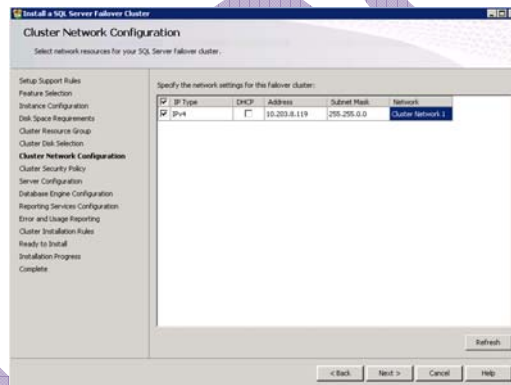 Install a SQL Server Failover Cluster
Cluster Network Configuration
Select network resources for your SQL Server failover cluster.
Setup Support Rules
Feature Selection
Instance Configuration
Disk Space Requirements
Cluster Resource Group
Cluster Disk Selection
Cluster Network Configuration
Cluster Security Policy
Server Configuration
Database Engine Configuration
Reporting Services Configuration
Error and Usage Reporting
Cluster Installation Rules
Ready to Install
Installation Progress
Complete
Specify the network settings for this failover cluster:
IP Type DHCP Address Subnet Mask Network
IPv4 10.203.8.119 255.255.0.0 Cluster Network 1
Refresh
< Back Next > Cancel Help